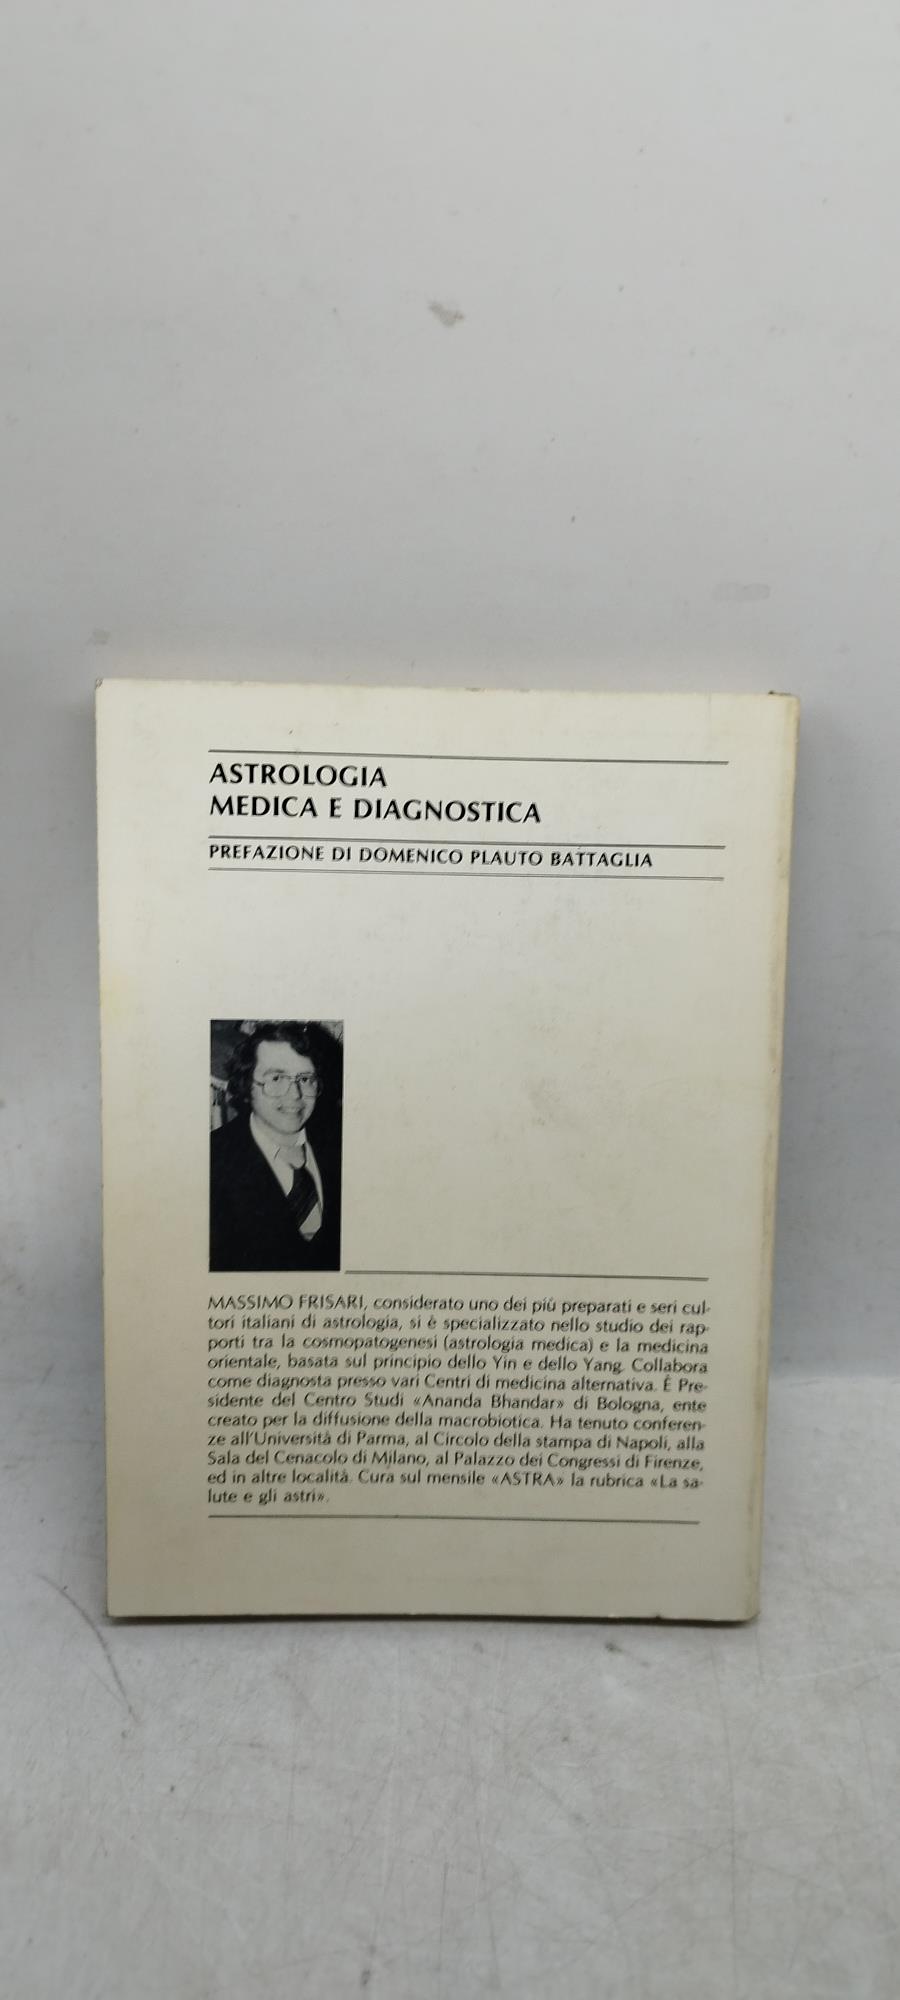 ASTROLOGIA
MEDICA E DIAGNOSTICA
PREFAZIONE DI DOMENICO PLAUTO BATTAGLIA
MASSIMO FRISARI, considerato uno dei più preparati e seri cul-
tori italiani di astrologia, si è specializzato nello studio dei rap-
porti tra la cosmopatogenesi (astrologia medica) e la medicina
orientale, basata sul principio dello Yin e dello Yang. Collabora
come diagnosta presso vari Centri di medicina alternativa. É Pre-
sidente del Centro Studi «Ananda Bhandar» di Bologna, ente
creato per la diffusione della macrobiotica. Ha tenuto conferen-
ze all'Università di Parma, al Circolo della stampa di Napoli, alla
Sala del Cenacolo di Milano, al Palazzo dei Congressi di Firenze,
ed in altre località. Cura sul mensile «ASTRA» la rubrica «La sa-
lute e gli astri».